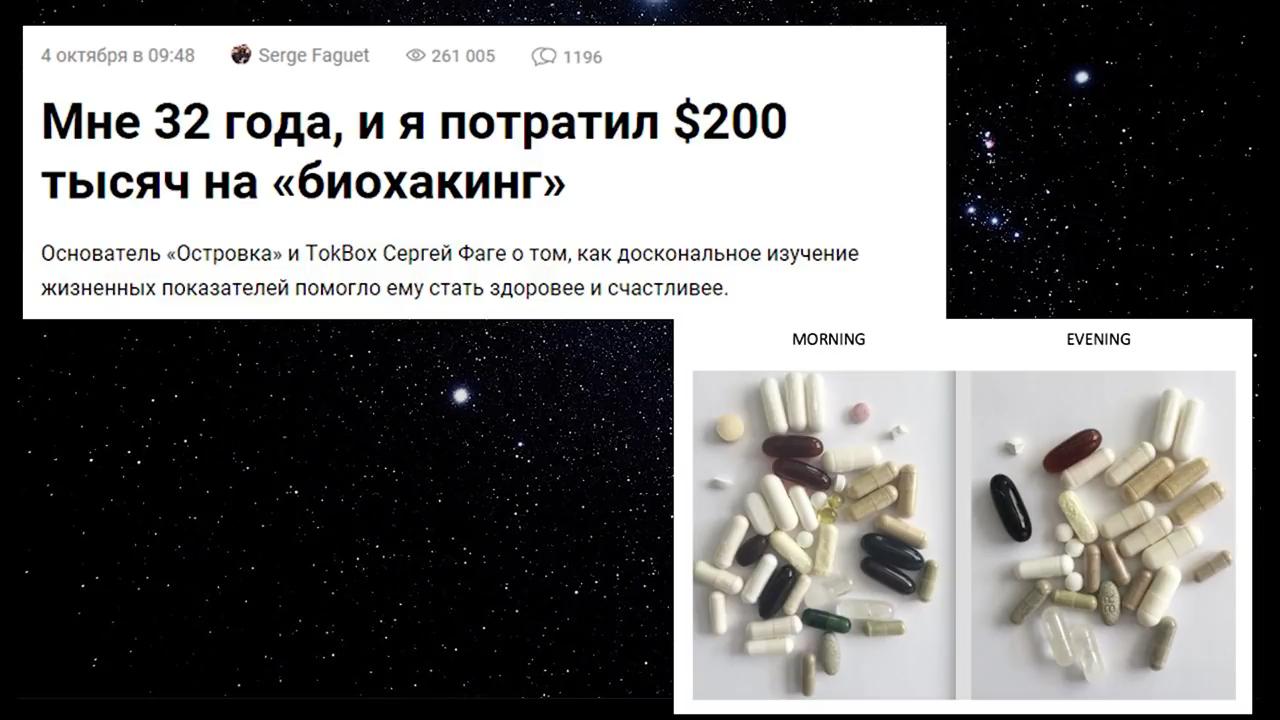 4 октября в 09:48 Serge Faguet 261 005 1196
Мне 32 года, и я потратил $200
тысяч на «биохакинг»
Основатель «Островка» и TokBox Сергей Фаге о том, как доскональное изучение
жизненных показателей помогло ему стать здоровее и счастливее.
MORNING EVENING